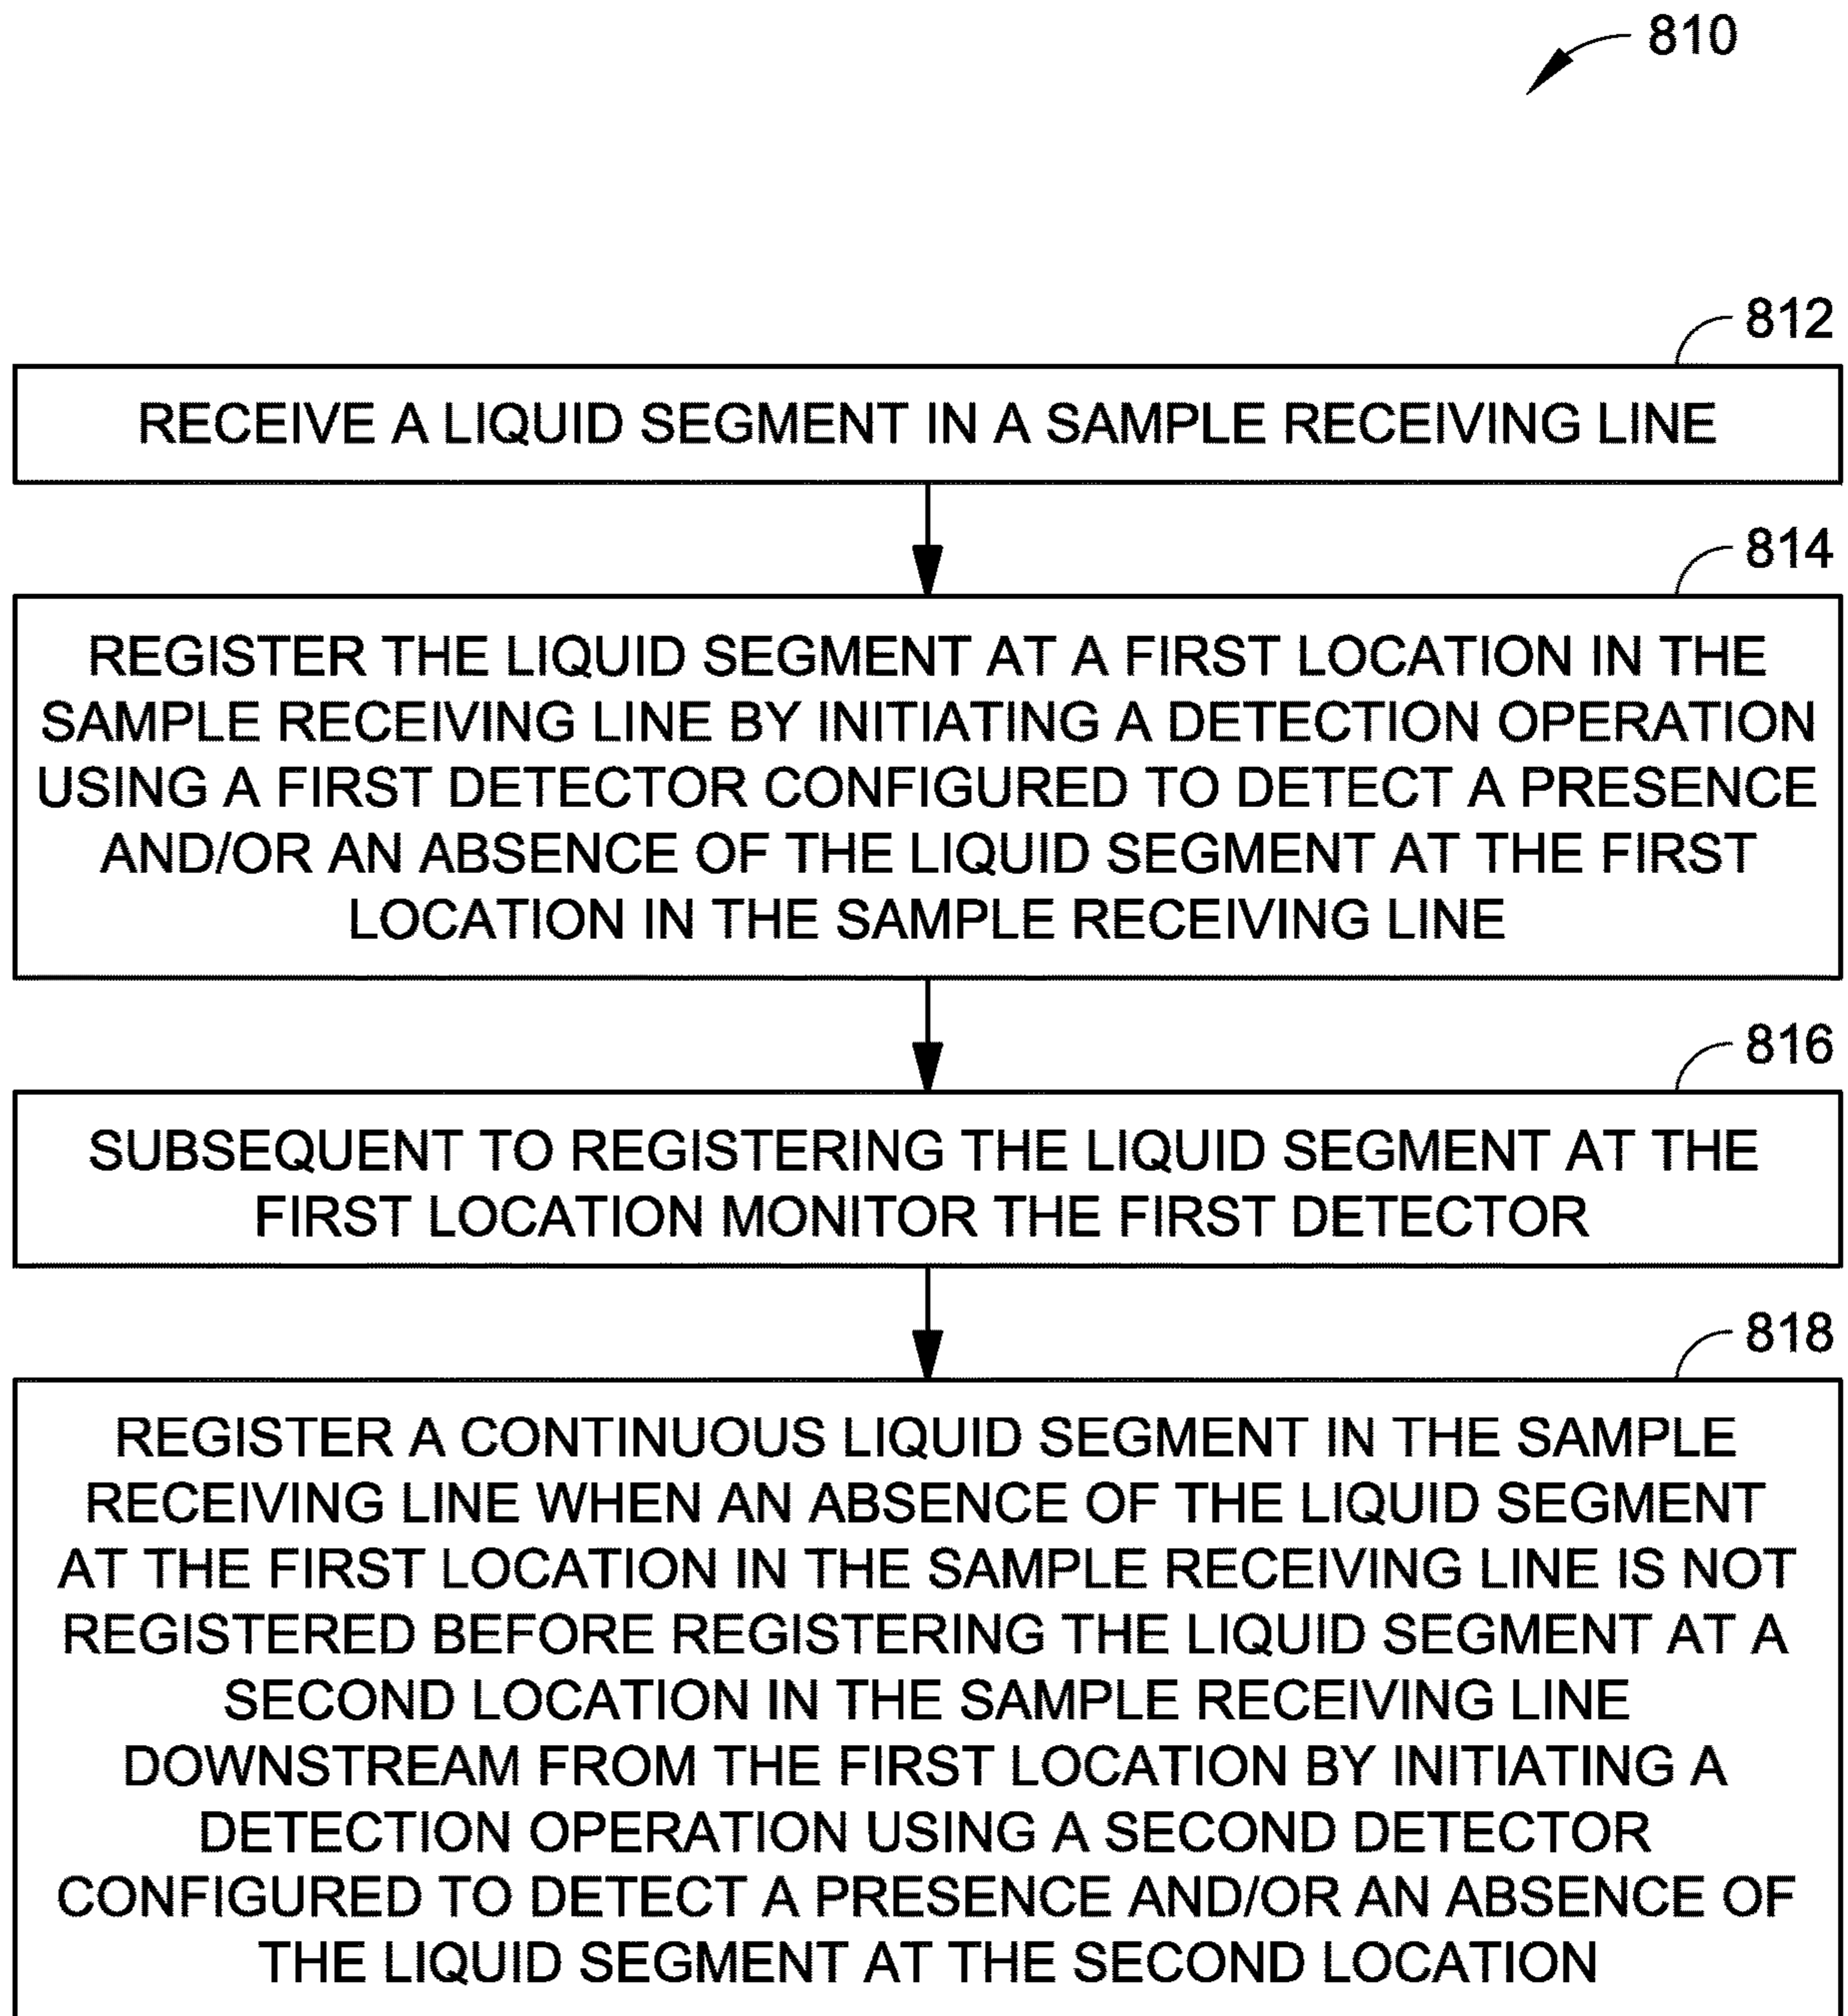 810
812
RECEIVE A LIQUID SEGMENT IN A SAMPLE RECEIVING LINE
814
REGISTER THE LIQUID SEGMENT AT A FIRST LOCATION IN THE
SAMPLE RECEIVING LINE BY INITIATING A DETECTION OPERATION
USING A FIRST DETECTOR CONFIGURED TO DETECT A PRESENCE
AND/OR AN ABSENCE OF THE LIQUID SEGMENT AT THE FIRST
LOCATION IN THE SAMPLE RECEIVING LINE
816
SUBSEQUENT TO REGISTERING THE LIQUID SEGMENT AT THE
FIRST LOCATION MONITOR THE FIRST DETECTOR
818
REGISTER A CONTINUOUS LIQUID SEGMENT IN THE SAMPLE
RECEIVING LINE WHEN AN ABSENCE OF THE LIQUID SEGMENT
AT THE FIRST LOCATION IN THE SAMPLE RECEIVING LINE IS NOT
REGISTERED BEFORE REGISTERING THE LIQUID SEGMENT AT A
SECOND LOCATION IN THE SAMPLE RECEIVING LINE
DOWNSTREAM FROM THE FIRST LOCATION BY INITIATING A
DETECTION OPERATION USING A SECOND DETECTOR
CONFIGURED TO DETECT A PRESENCE AND/OR AN ABSENCE OF
THE LIQUID SEGMENT AT THE SECOND LOCATION